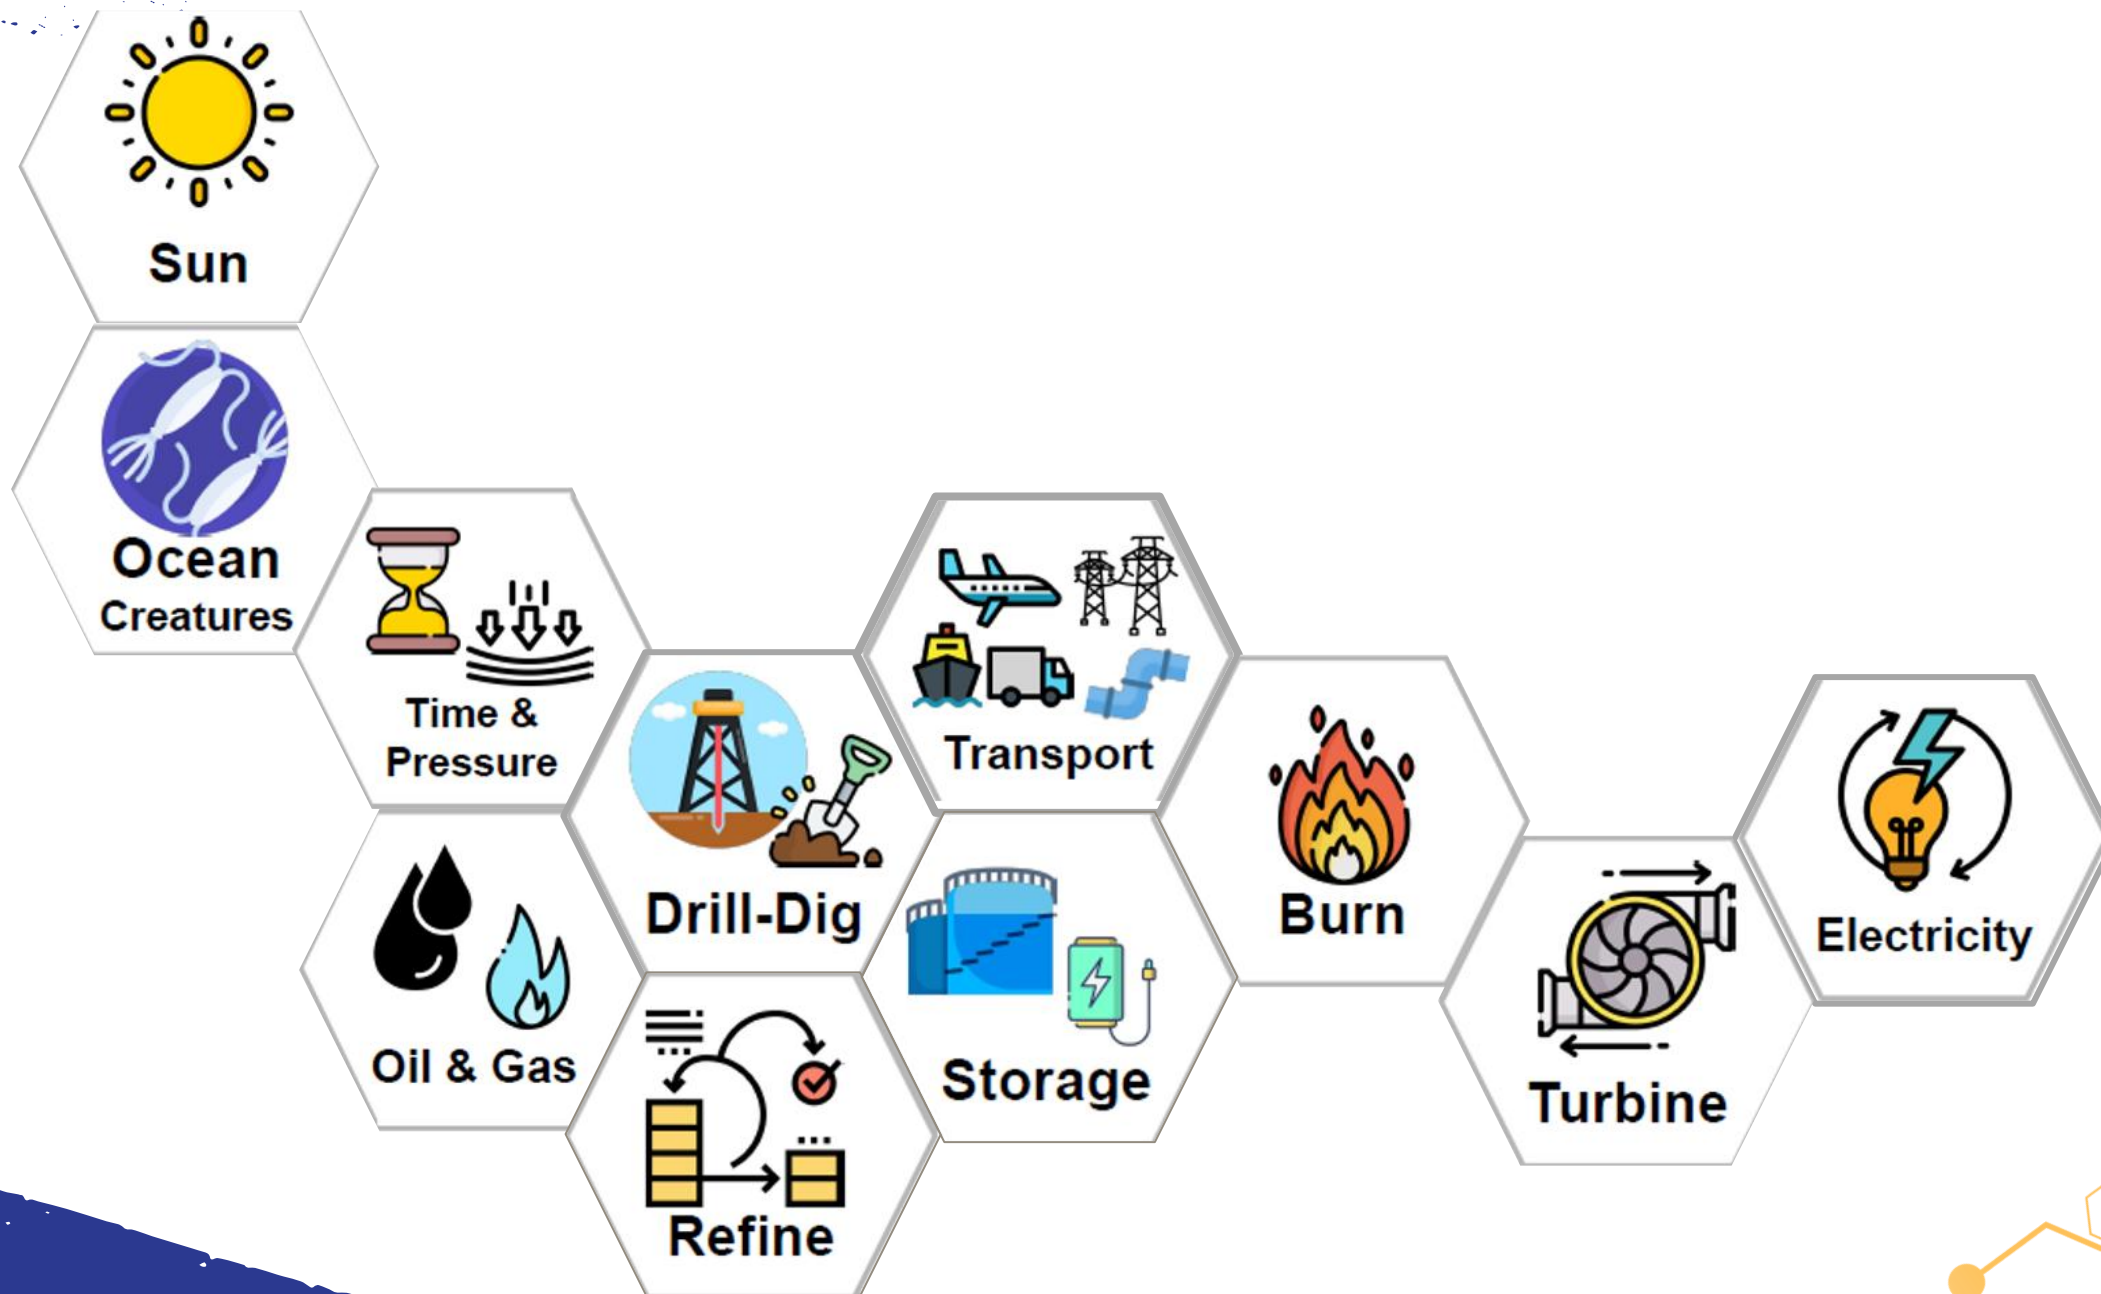 Sun
Ocean
Creatures
Time &
Pressure
Oil & Gas
Drill-Dig
Refine
Transport
Storage
Burn
Turbine
Electricity